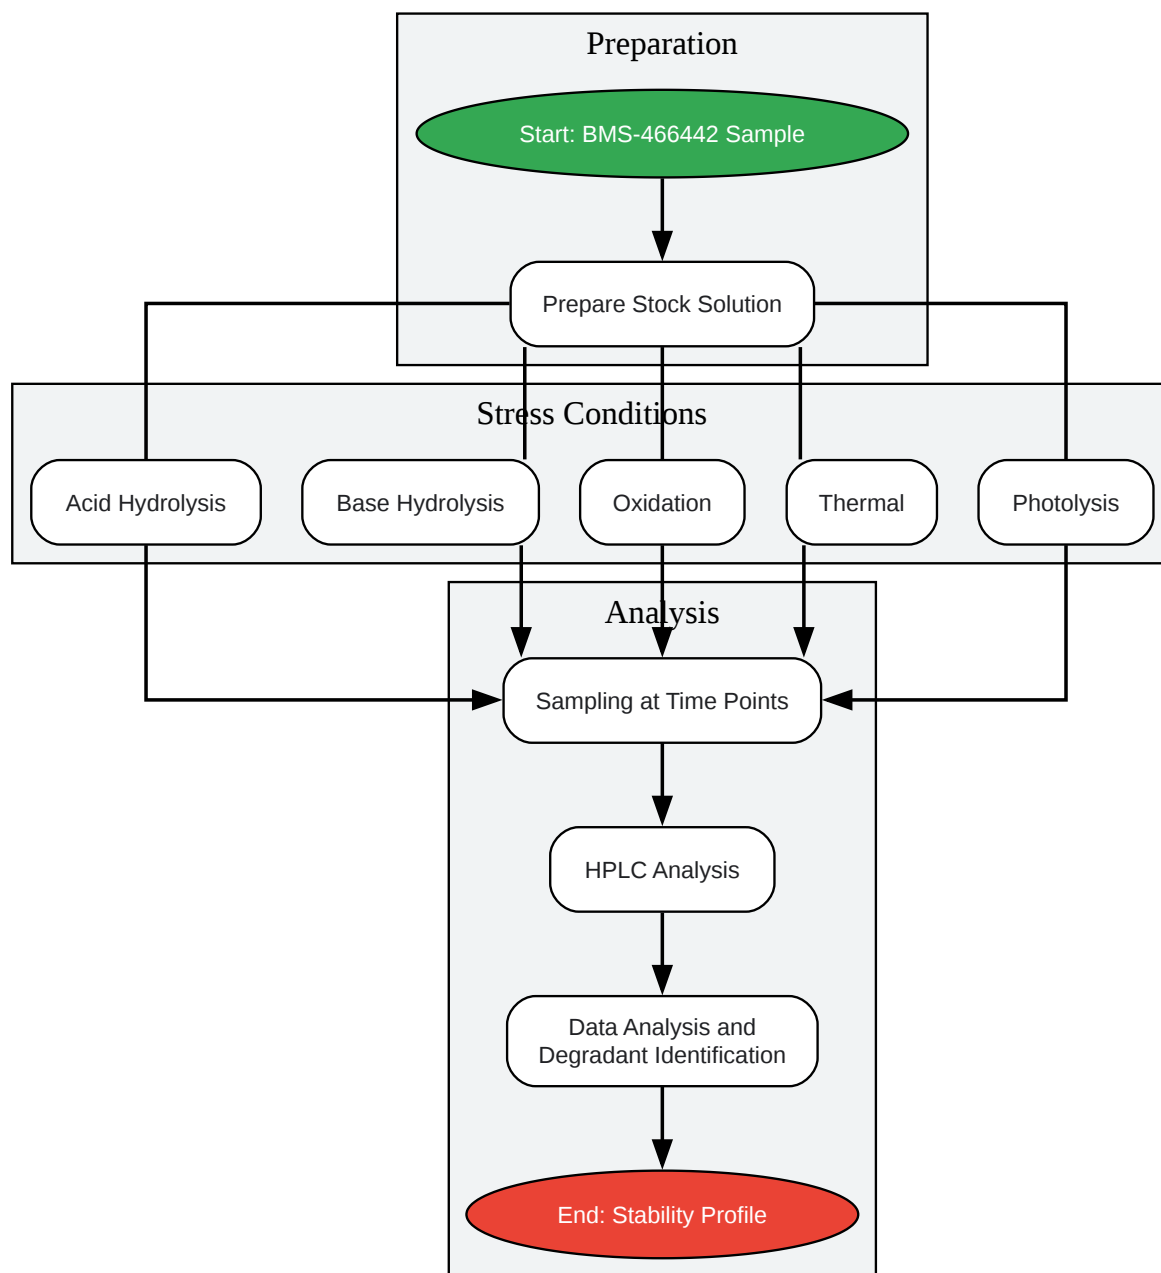 Preparation
Start: BMS-466442 Sample
Prepare Stock Solution
Stress Conditions
Acid Hydrolysis
Base Hydrolysis
Oxidation
Thermal
Photolysis
Analysis
Sampling at Time Points
HPLC Analysis
Data Analysis and
Degradant Identification
End: Stability Profile